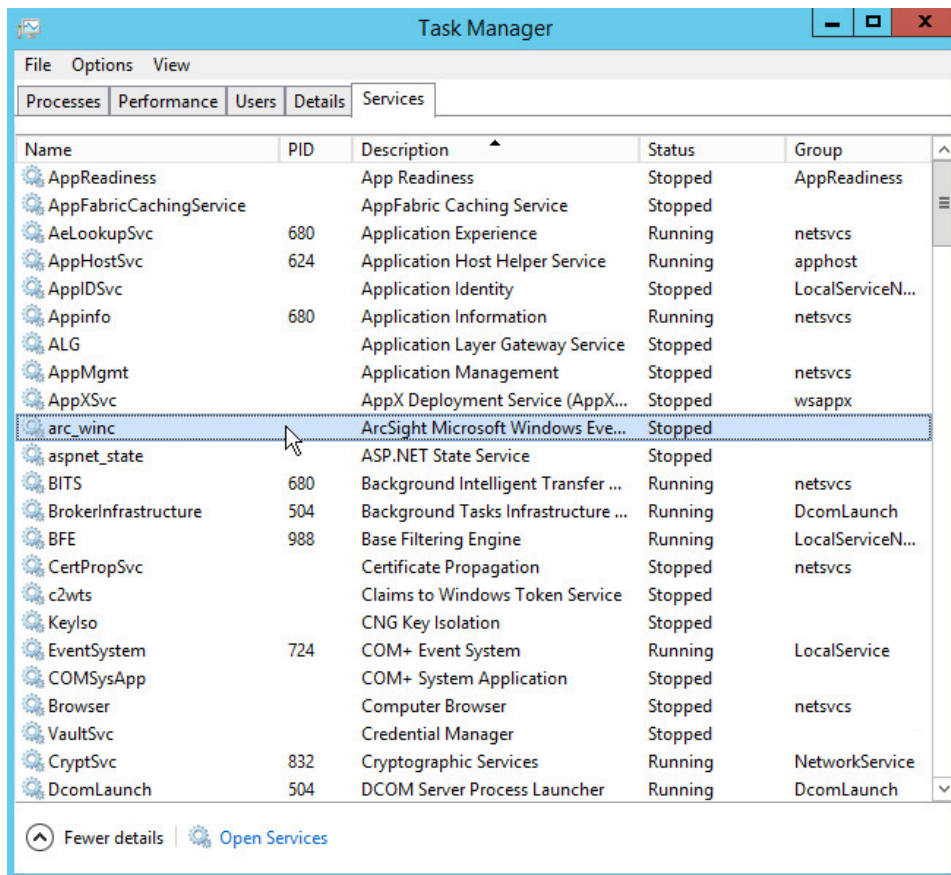 Task Manager
File Options View
Processes Performance Users Details Services
Name PID Description Status Group
AppReadiness App Readiness Stopped AppReadiness
AppFabricCachingService AppFabric Caching Service Stopped
AeLookupSvc 680 Application Experience Running netsvcs
AppHostSvc 624 Application Host Helper Service Running apphost
AppIDSvc Application Identity Stopped LocalServiceN...
Appinfo 680 Application Information Running netsvcs
ALG Application Layer Gateway Service Stopped
AppMgmt Application Management Stopped netsvcs
AppXSvc AppX Deployment Service (AppX... Stopped wsappx
arc_winc ArcSight Microsoft Windows Eve... Stopped
aspnet_state ASP.NET State Service Stopped
BITS 680 Background Intelligent Transfer ... Running netsvcs
BrokerInfrastructure 504 Background Tasks Infrastructure ... Running DcomLaunch
BFE 988 Base Filtering Engine Running LocalServiceN...
CertPropSvc Certificate Propagation Stopped netsvcs
c2wts Claims to Windows Token Service Stopped
KeyIso CNG Key Isolation Stopped
EventSystem 724 COM+ Event System Running LocalService
COMSysApp COM+ System Application Stopped
Browser Computer Browser Stopped netsvcs
VaultSvc Credential Manager Stopped
CryptSvc 832 Cryptographic Services Running NetworkService
DcomLaunch 504 DCOM Server Process Launcher Running DcomLaunch
Fewer details Open Services